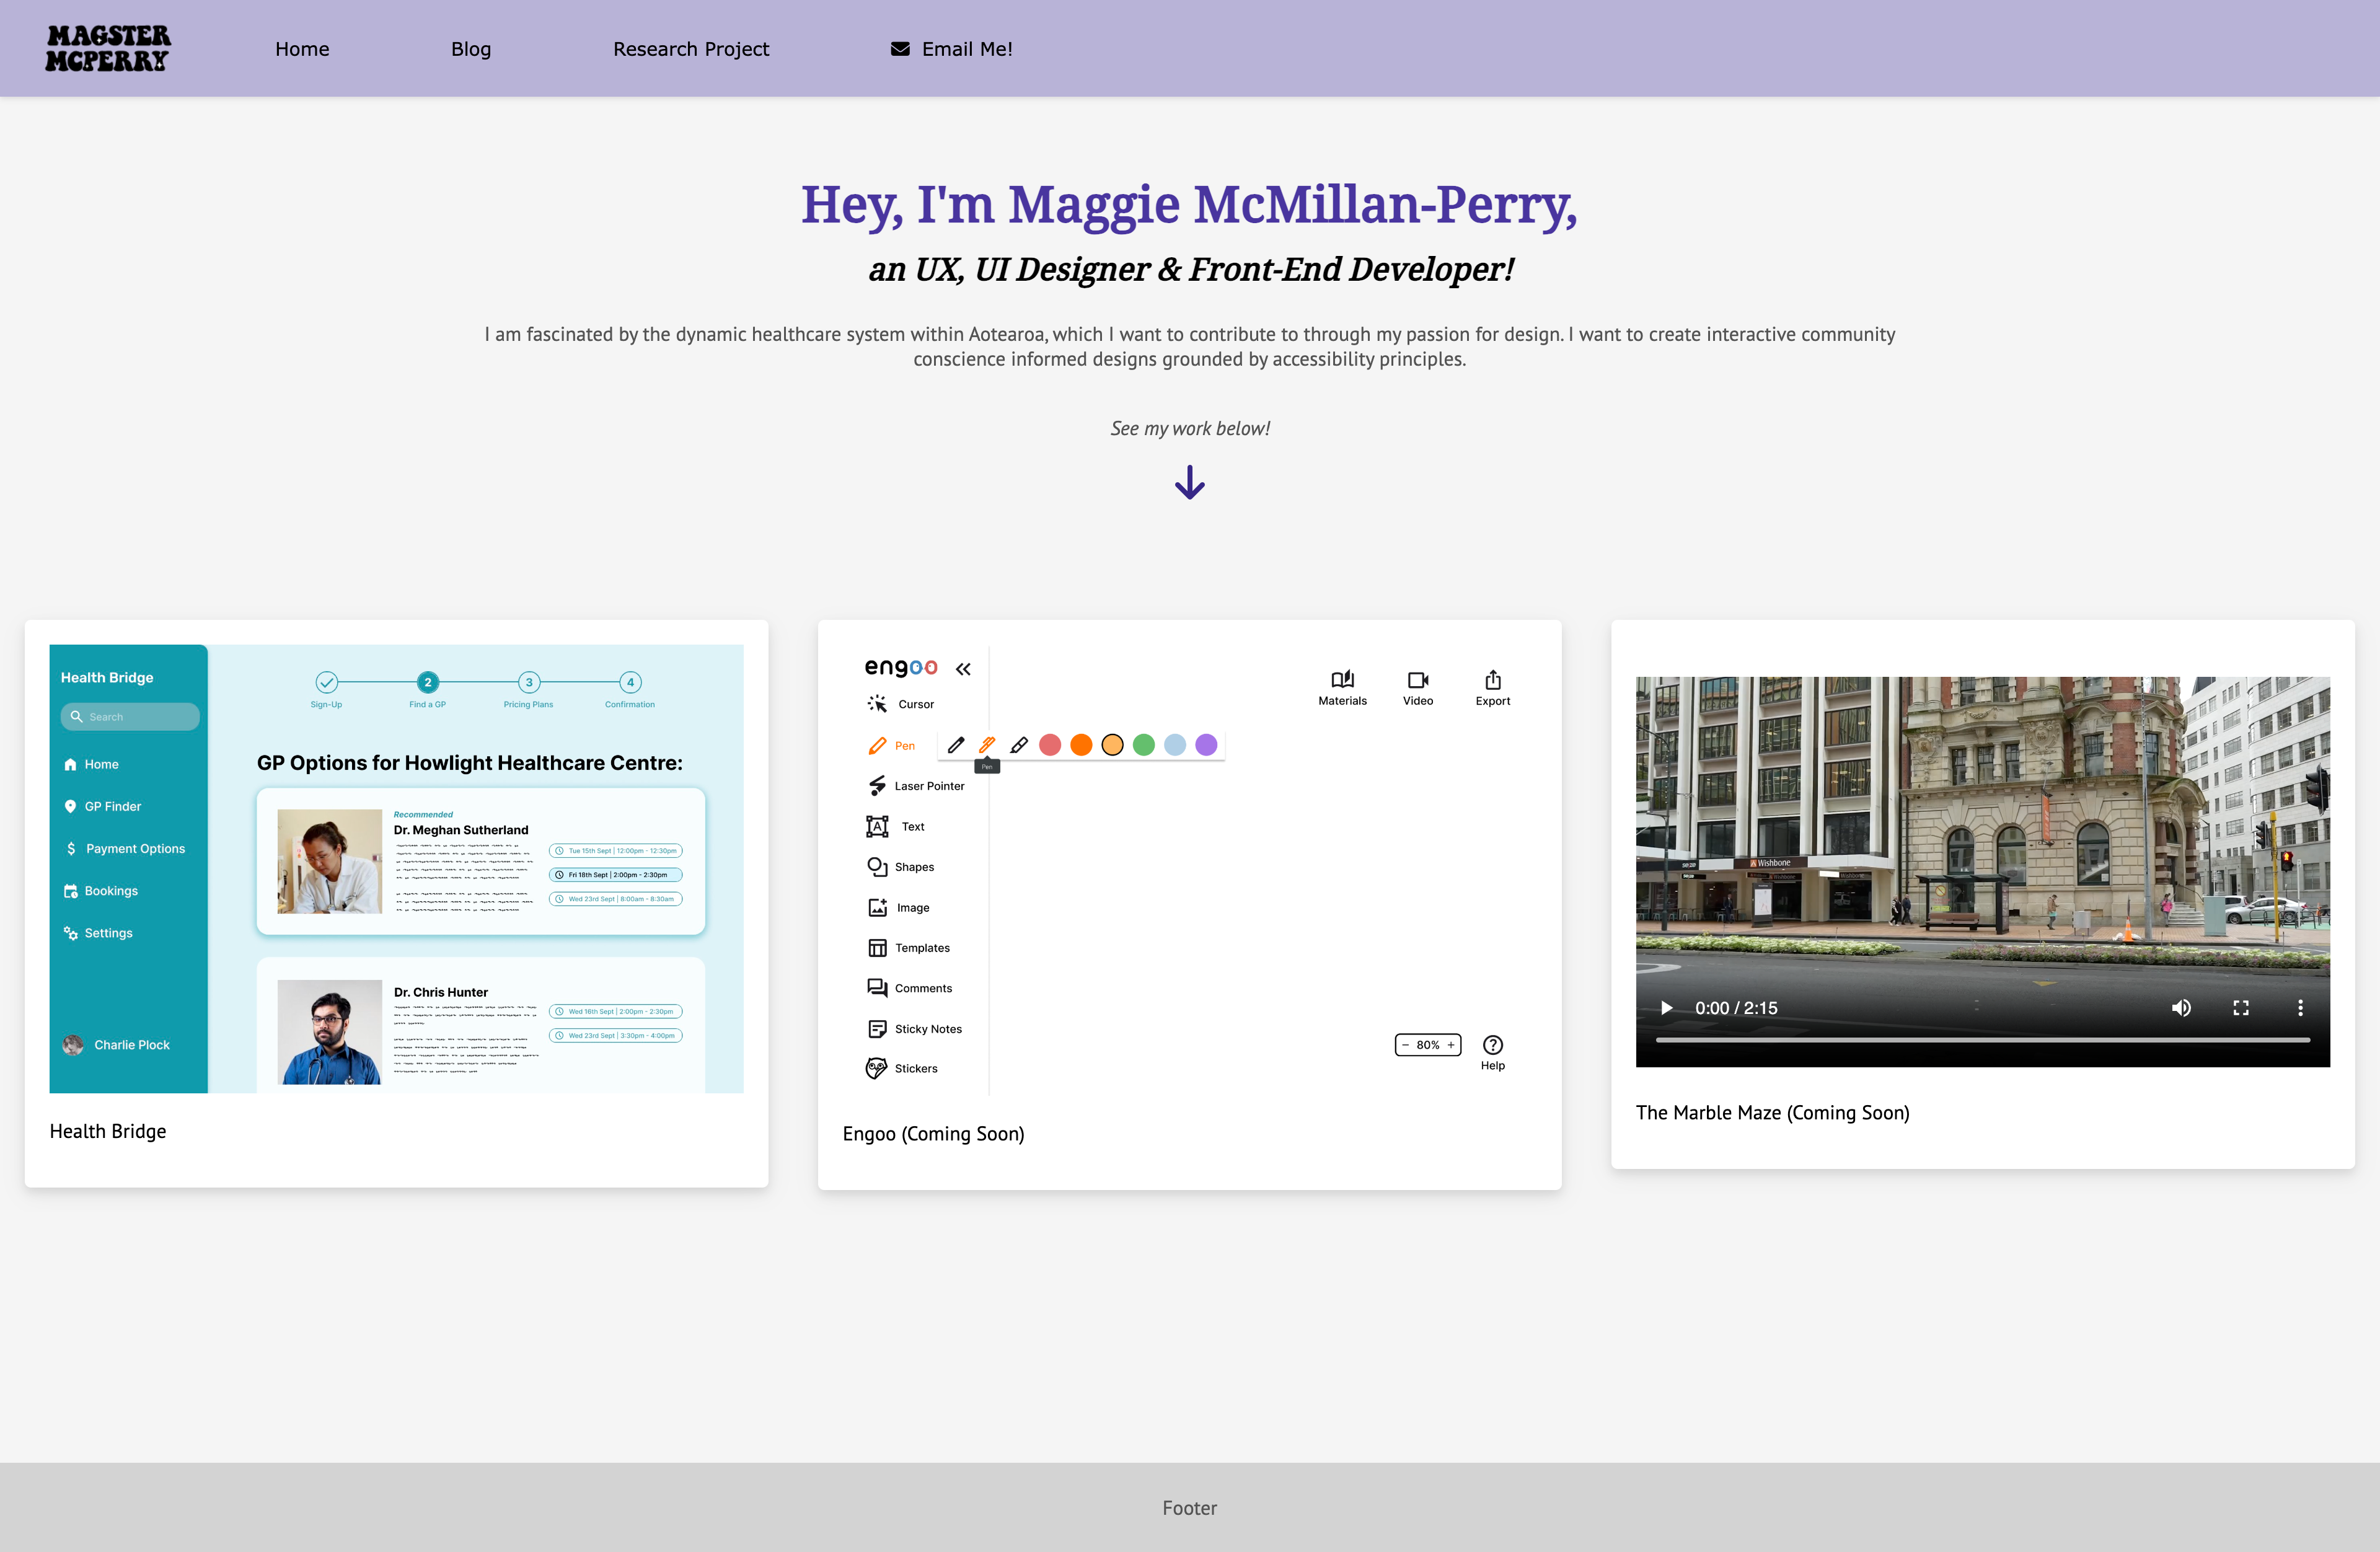 MAGSTER
MCPERRY
Home
Blog
Research Project
Email Me!
Hey, I'm Maggie McMillan-Perry,
an UX, UI Designer & Front-End Developer!
I am fascinated by the dynamic healthcare system within Aotearoa, which I want to contribute to through my passion for design. I want to create interactive community
conscience informed designs grounded by accessibility principles.
See my work below!
Health Bridge
Search
Home
GP Finder
Payment Options
Bookings
Settings
Charlie Plock
2
3
4
Sign-Up
Find a GP
Pricing Plans
Confirmation
GP Options for Howlight Healthcare Centre:
Recommended
Dr. Meghan Sutherland
Tue 15th Sept | 12:00pm - 12:30pm
Fri 18th Sept | 2:00pm - 2:30pm
Wed 23rd Sept | 8:00am - 8:30am
Dr. Chris Hunter
Wed 16th Sept | 2:00pm - 2:30pm
Wed 23rd Sept | 3:30pm - 4:00pm
Health Bridge
engoo
Cursor
Pen
Pen
Laser Pointer
Text
Shapes
Image
Templates
Comments
Sticky Notes
Stickers
Materials
Video
Export
− 80% +
Help
Engoo (Coming Soon)
Wishbone
0:00 / 2:15
The Marble Maze (Coming Soon)
Footer